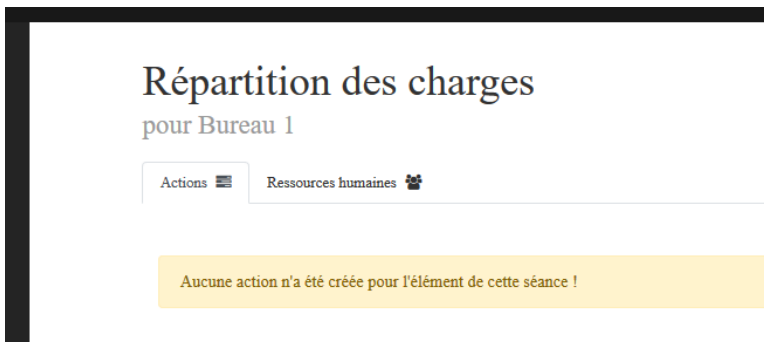 Répartition des charges
pour Bureau 1
Actions Ressources humaines
Aucune action n'a été créée pour l'élément de cette séance !